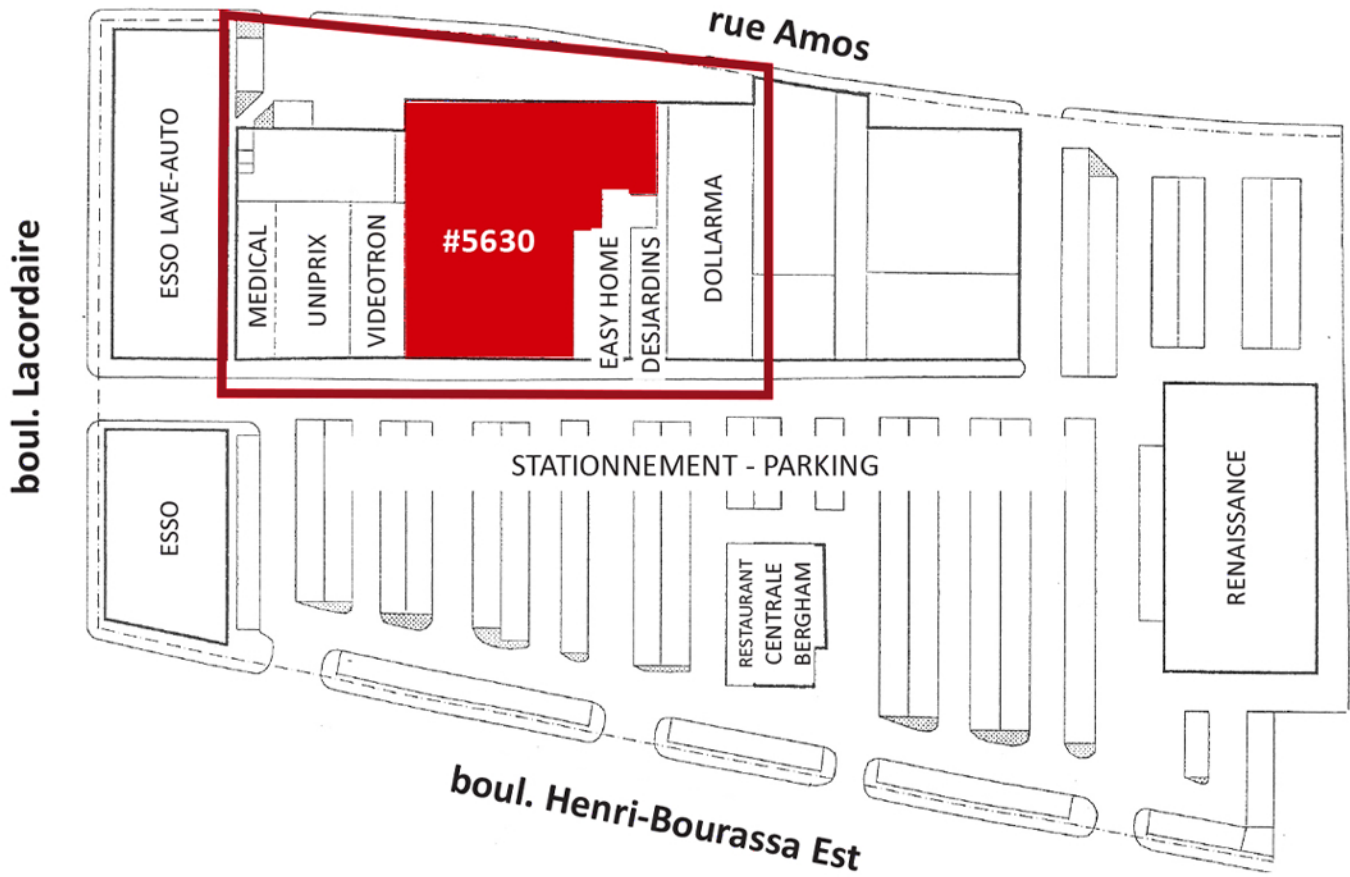 rue Amos
boul. Lacordaire
ESSO LAVE-AUTO
MEDICAL
UNIPRIX
VIDEOTRON
#5630
EASY HOME
DESJARDINS
DOLLARMA
STATIONNEMENT - PARKING
ESSO
RESTAURANT
CENTRALE
BERGHAM
RENAISSANCE
boul. Henri-Bourassa Est